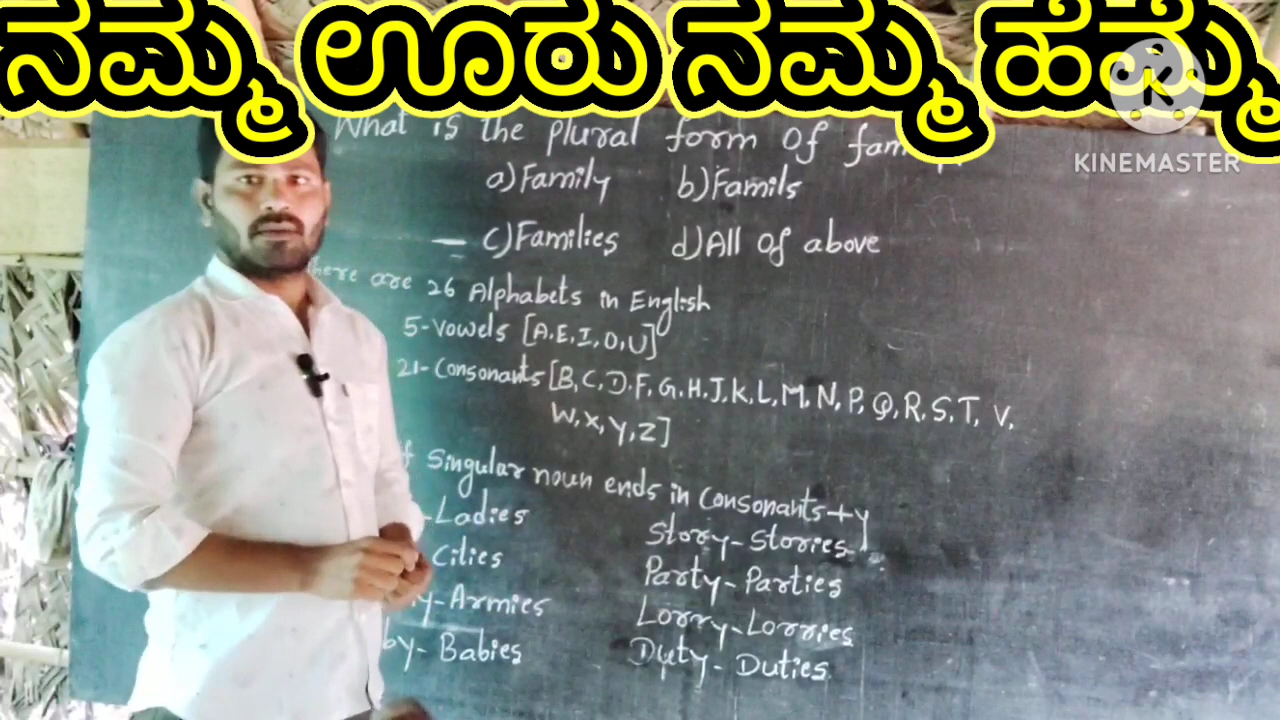 ನಮ್ಮ ಊರು ನಮ್ಮ ಹೆಮ್ಮೆ
KINEMASTER
What is the plural form of
a)Family b)Famils
c)Families d)All of above
are 26 Alphabets in English
5-Vowels [A.E,I,O,U]
21-Consonants [B,C,D.F,G.H.J.K,L,M.N,P,Q,R.S.T, V.
W,X,Y,Z]
Singular noun ends in Consonants+y
-Ladies Story-Stories
Cities Party-Parties
-Armies Lorry-Lorries
-Babies Duty-Duties